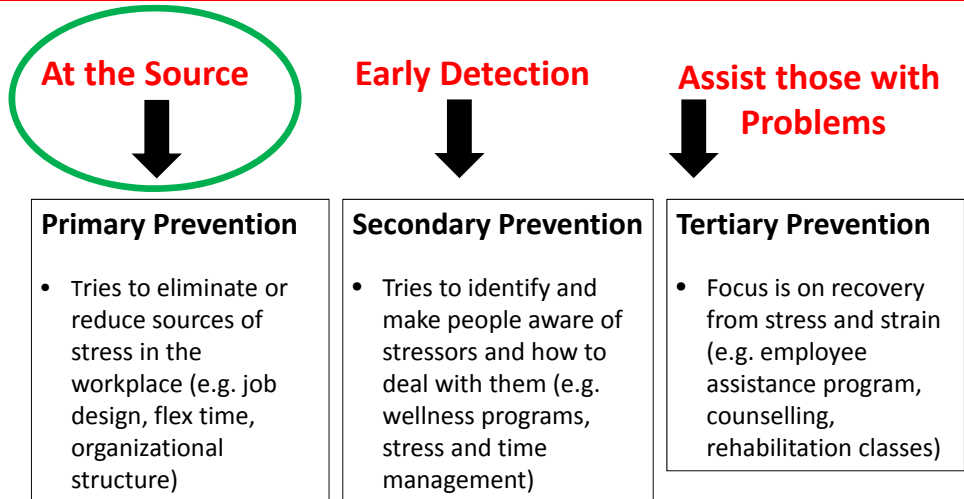 At the Source
Early Detection
Assist those with
Problems
Primary Prevention
• Tries to eliminate or
reduce sources of
stress in the
workplace (e.g. job
design, flex time,
organizational
structure)
Secondary Prevention
• Tries to identify and
make people aware of
stressors and how to
deal with them (e.g.
wellness programs,
stress and time
management)
Tertiary Prevention
• Focus is on recovery
from stress and strain
(e.g. employee
assistance program,
counselling,
rehabilitation classes)